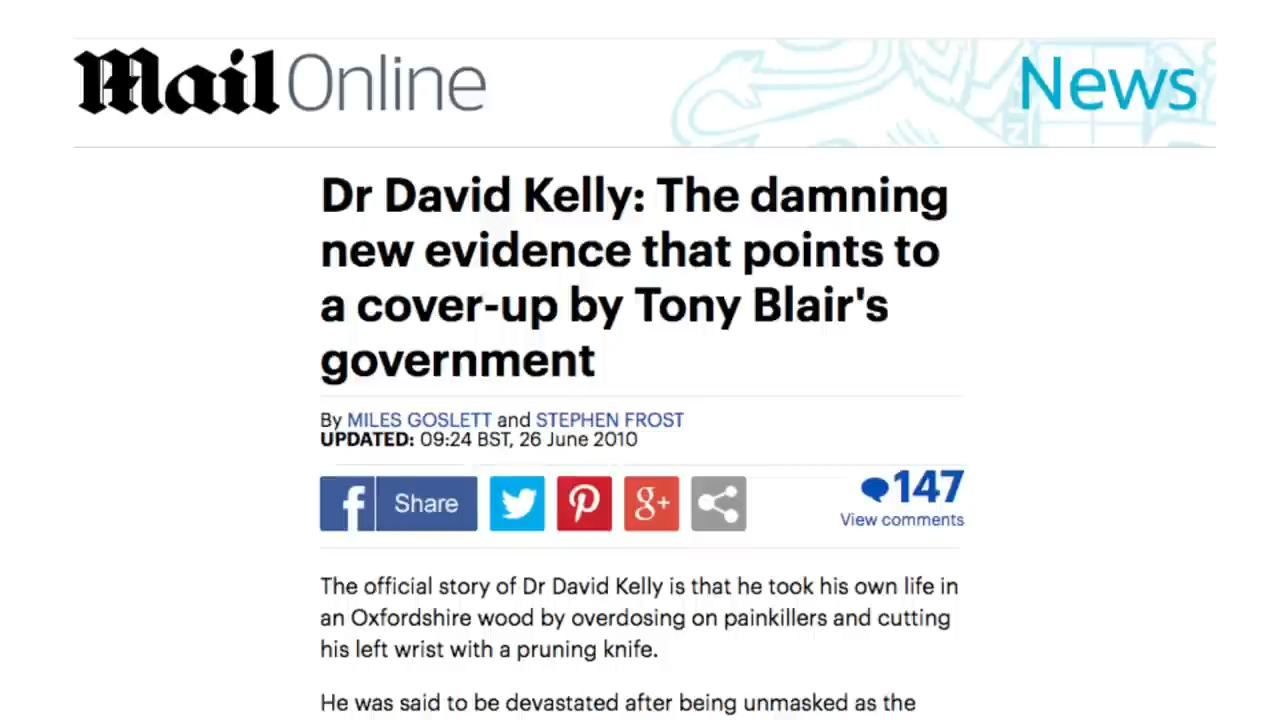 Mail Online
News
Dr David Kelly: The damning
new evidence that points to
a cover-up by Tony Blair's
government
By MILES GOSLETT and STEPHEN FROST
UPDATED: 09:24 BST, 26 June 2010
f Share
g+
147
View comments
The official story of Dr David Kelly is that he took his own life in
an Oxfordshire wood by overdosing on painkillers and cutting
his left wrist with a pruning knife.
He was said to be devastated after being unmasked as the